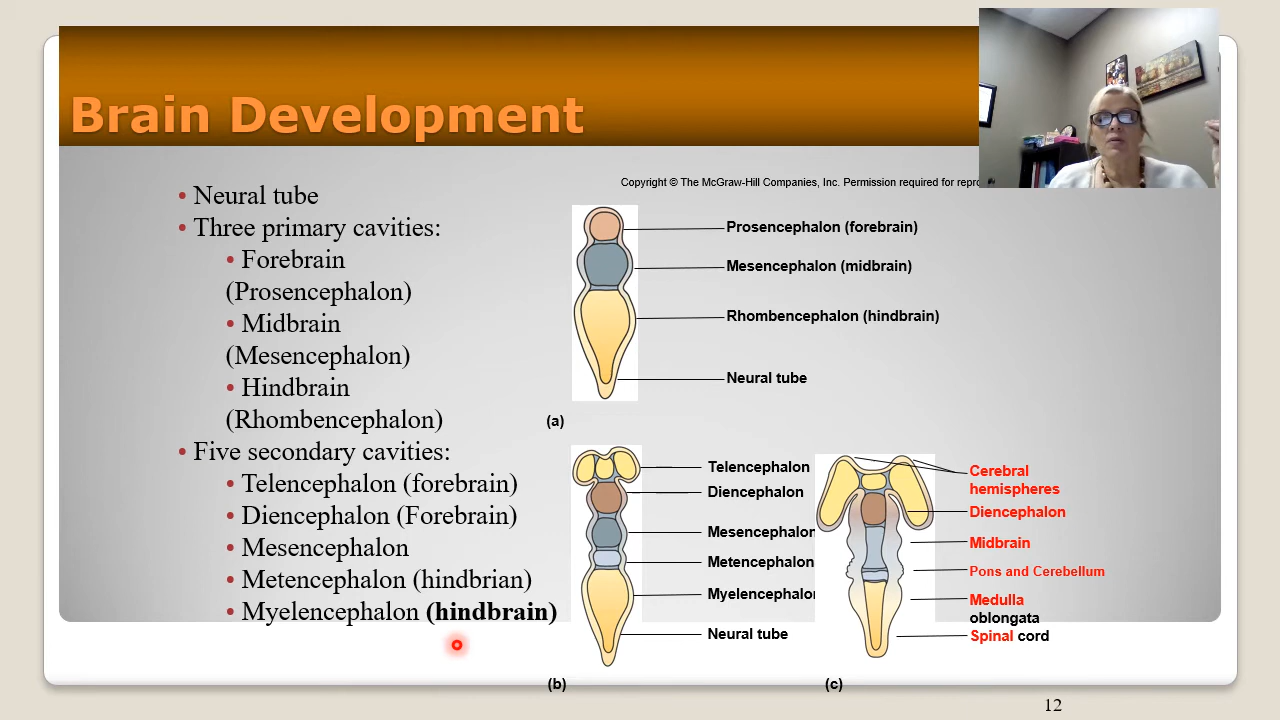 Brain Development
• Neural tube
• Three primary cavities:
• Forebrain
(Prosencephalon)
• Midbrain
(Mesencephalon)
• Hindbrain
(Rhombencephalon)
• Five secondary cavities:
• Telencephalon (forebrain)
• Diencephalon (Forebrain)
• Mesencephalon
• Metencephalon (hindbrian)
• Myelencephalon (hindbrain)
Copyright © The McGraw-Hill Companies, Inc. Permission required for repro
Prosencephalon (forebrain)
Mesencephalon (midbrain)
Rhombencephalon (hindbrain)
Neural tube
(a)
Telencephalon
Diencephalon
Mesencephalon
Metencephalon
Myelencephalon
Neural tube
(b)
Cerebral
hemispheres
Diencephalon
Midbrain
Pons and Cerebellum
Medulla
oblongata
Spinal cord
(c)
12